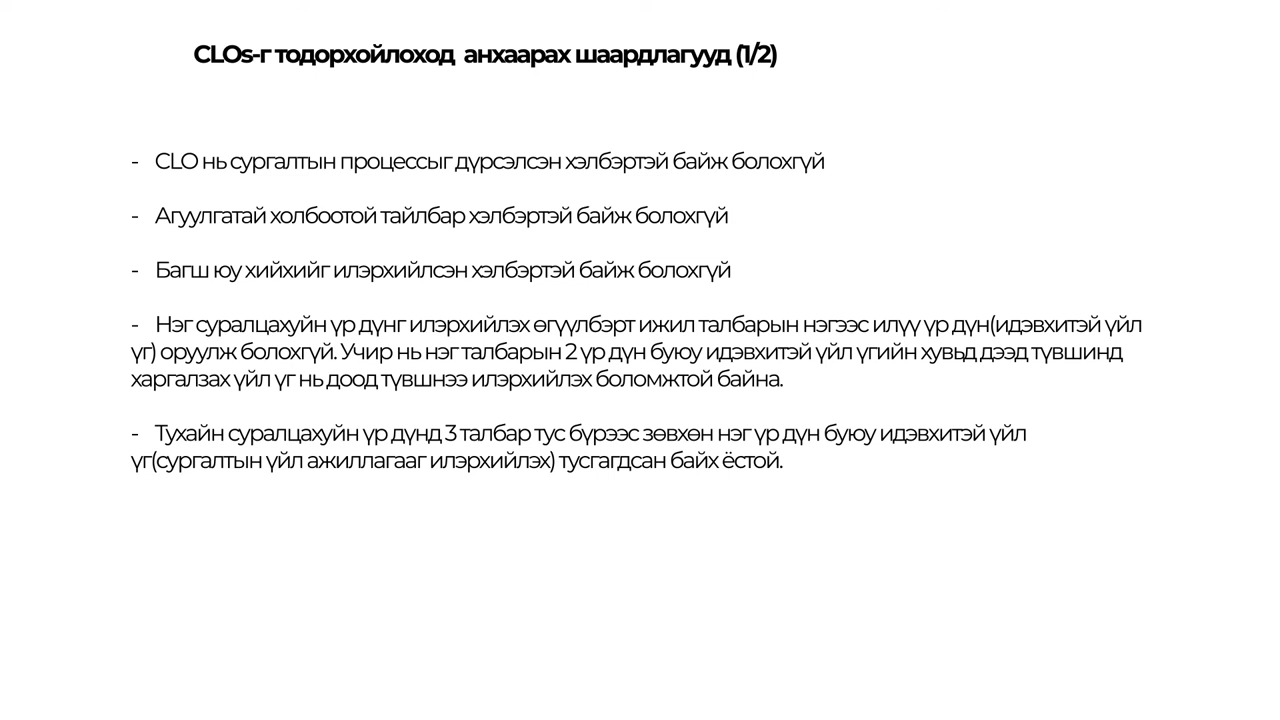 CLOs-г тодорхойлоход анхаарах шаардлагууд (1/2)
- CLO нь сургалтын процессыг дүрсэлсэн хэлбэртэй байж болохгүй
- Агуулгатай холбоотой тайлбар хэлбэртэй байж болохгүй
- Багш юу хийхийг илэрхийлсэн хэлбэртэй байж болохгүй
- Нэг суралцахуйн үр дүнг илэрхийлэх өгүүлбэрт ижил талбарын нэгээс илүү үр дүн(идэвхитэй үйл
үг) оруулж болохгүй. Учир нь нэг талбарын 2 үр дүн буюу идэвхитэй үйл үгийн хувьд дээд түвшинд
харгалзах үйл үг нь доод түвшнээ илэрхийлэх боломжтой байна.
- Тухайн суралцахуйн үр дүнд 3 талбар тус бүрээс зөвхөн нэг үр дүн буюу идэвхитэй үйл
үг(сургалтын үйл ажиллагааг илэрхийлэх) тусгагдсан байх ёстой.